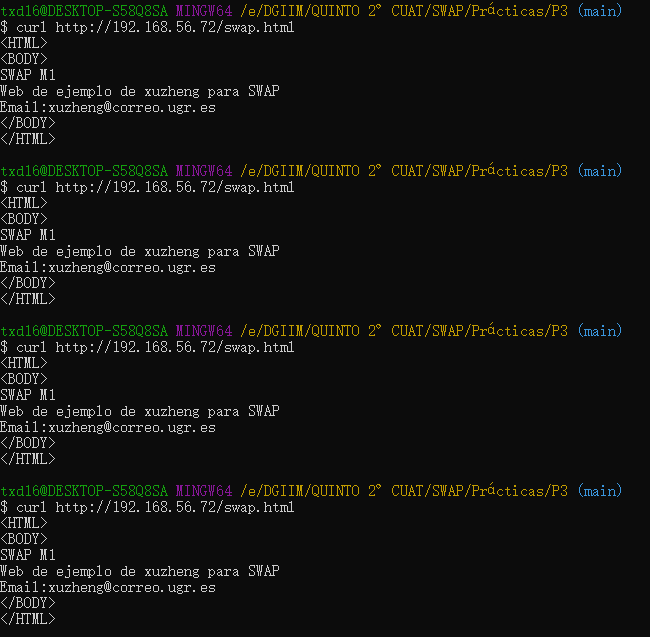 txd16@DESKTOP-S58Q8SA MINGW64 /e/DGIIM/QUINTO 2º CUAT/SWAP/Prácticas/P3 (main)
$ curl http://192.168.56.72/swap.html
<HTML>
<BODY>
SWAP M1
Web de ejemplo de xuzheng para SWAP
Email:xuzheng@correo.ugr.es
</BODY>
</HTML>
txd16@DESKTOP-S58Q8SA MINGW64 /e/DGIIM/QUINTO 2º CUAT/SWAP/Prácticas/P3 (main)
$ curl http://192.168.56.72/swap.html
<HTML>
<BODY>
SWAP M1
Web de ejemplo de xuzheng para SWAP
Email:xuzheng@correo.ugr.es
</BODY>
</HTML>
txd16@DESKTOP-S58Q8SA MINGW64 /e/DGIIM/QUINTO 2º CUAT/SWAP/Prácticas/P3 (main)
$ curl http://192.168.56.72/swap.html
<HTML>
<BODY>
SWAP M1
Web de ejemplo de xuzheng para SWAP
Email:xuzheng@correo.ugr.es
</BODY>
</HTML>
txd16@DESKTOP-S58Q8SA MINGW64 /e/DGIIM/QUINTO 2º CUAT/SWAP/Prácticas/P3 (main)
$ curl http://192.168.56.72/swap.html
<HTML>
<BODY>
SWAP M1
Web de ejemplo de xuzheng para SWAP
Email:xuzheng@correo.ugr.es
</BODY>
</HTML>